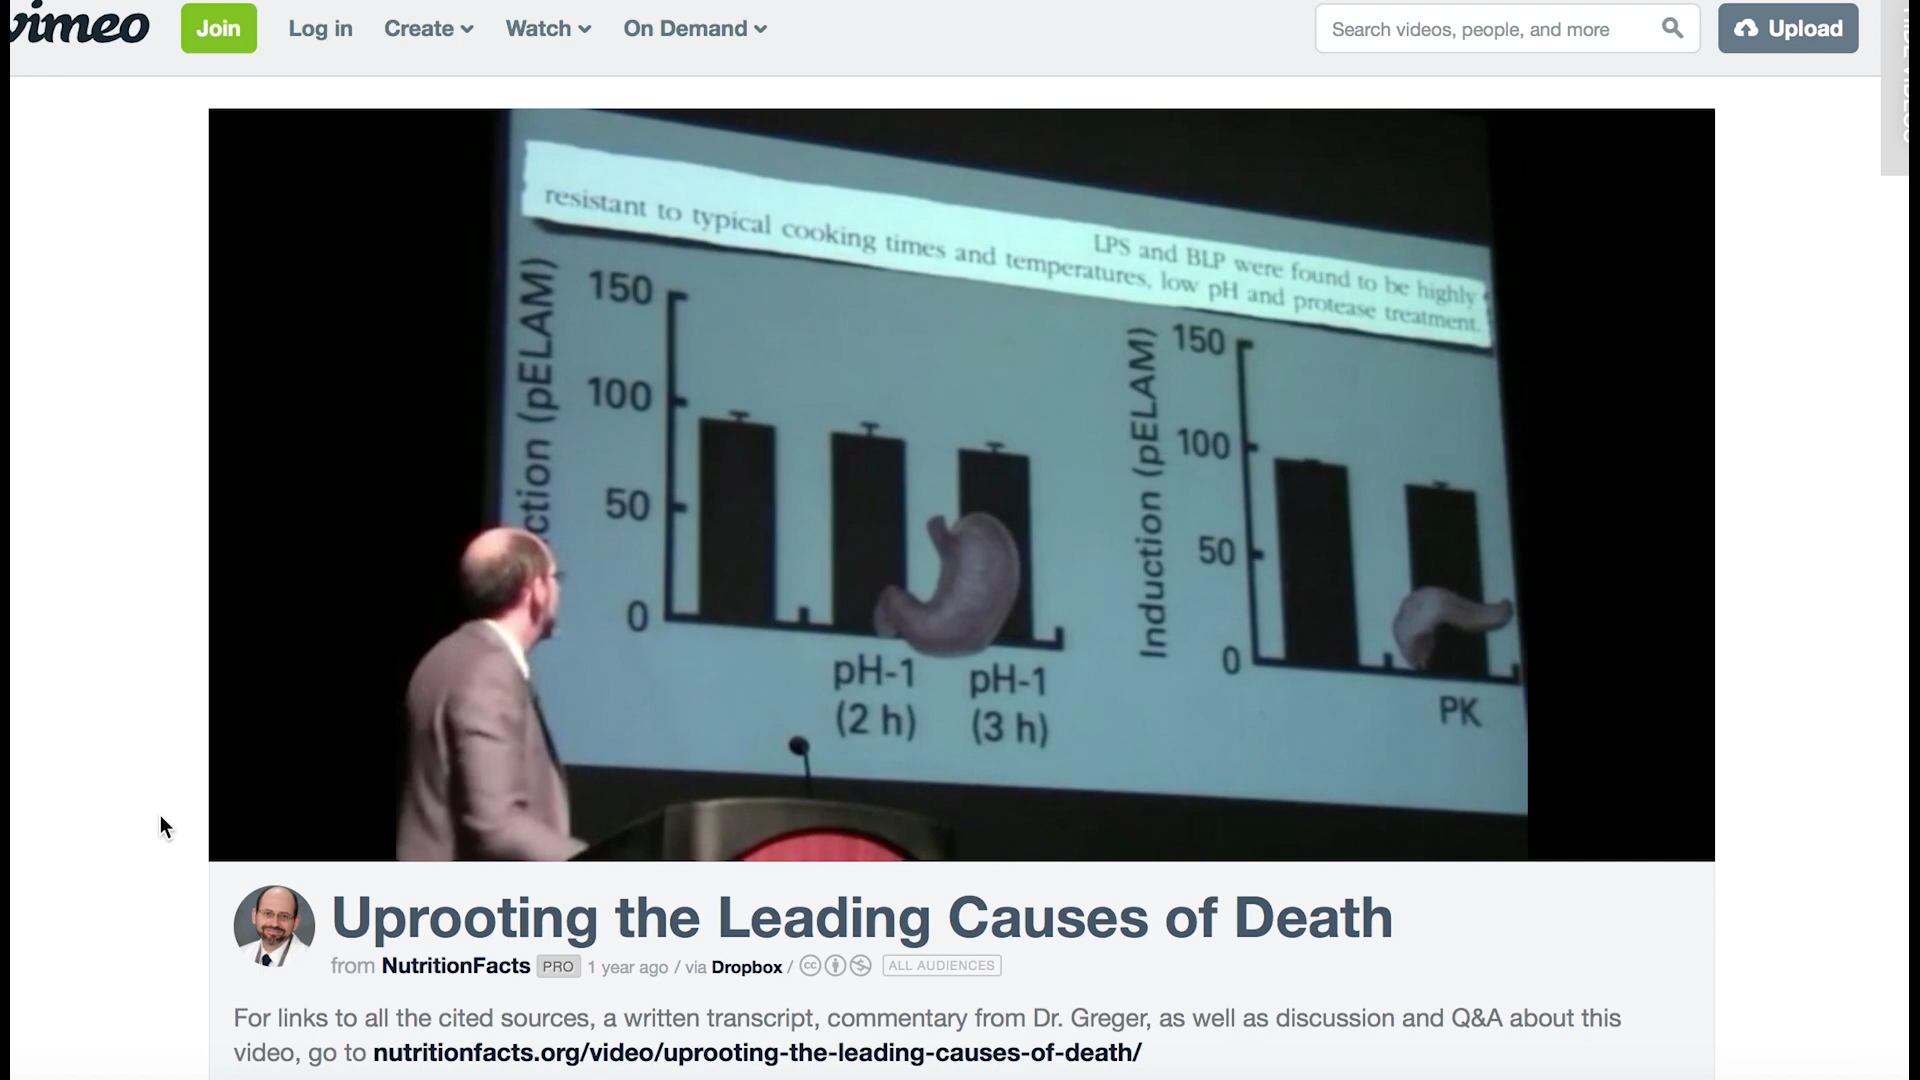 vimeo
Join
Log in
Create
Watch
On Demand
Search videos, people, and more
Upload
LPS and BLP were found to be highly
resistant to typical cooking times and temperatures, low pH and protease treatment.
150
100
50
0
ction (pELAM)
pH-1
(2 h)
pH-1
(3 h)
150
100
50
0
Induction (pELAM)
PK
Uprooting the Leading Causes of Death
from NutritionFacts PRO 1 year ago / via Dropbox / cc ALL AUDIENCES
For links to all the cited sources, a written transcript, commentary from Dr. Greger, as well as discussion and Q&A about this
video, go to nutritionfacts.org/video/uprooting-the-leading-causes-of-death/